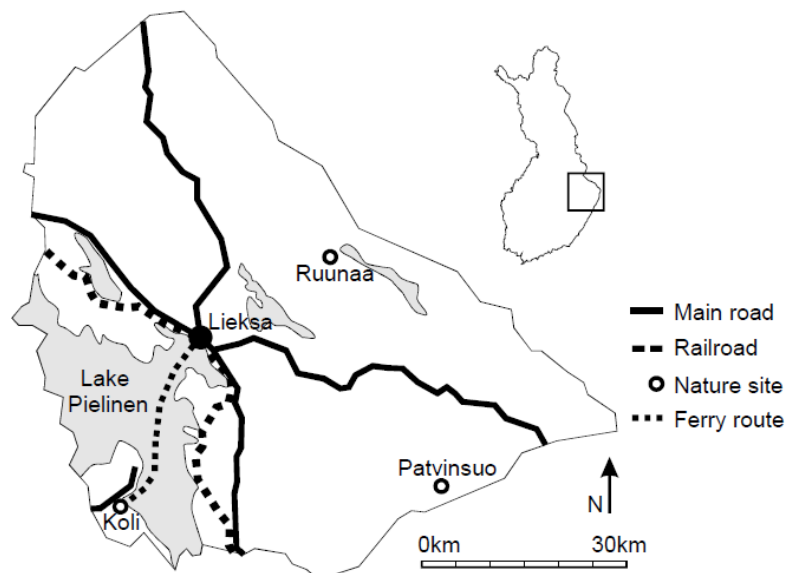 Ruunaa
Lieksa
Lake
Pielinen
Patvinsuo
Koli
Main road
Railroad
Nature site
Ferry route
N
0km 30km